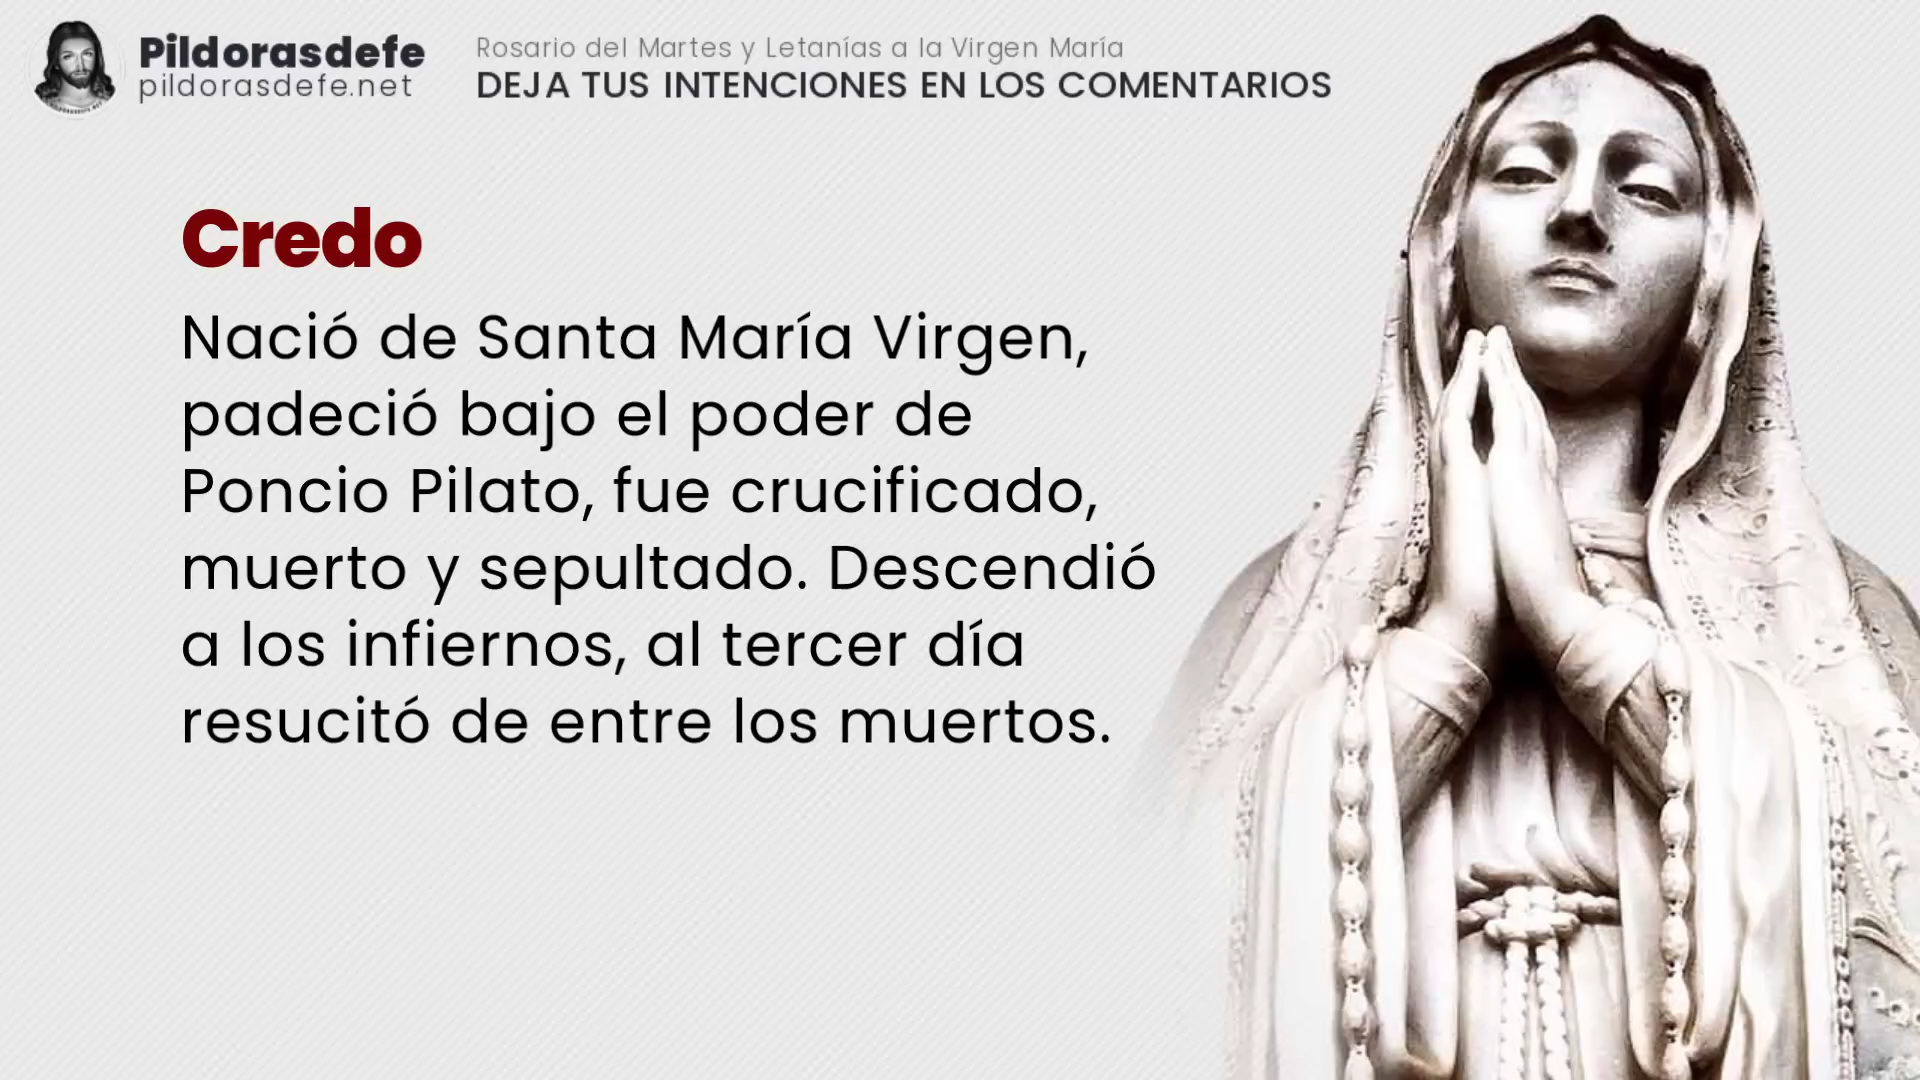 Pildorasdefe
pildorasdefe.net
Rosario del Martes y Letanías a la Virgen María
DEJA TUS INTENCIONES EN LOS COMENTARIOS
Credo
Nació de Santa María Virgen,
padeció bajo el poder de
Poncio Pilato, fue crucificado,
muerto y sepultado. Descendió
a los infiernos, al tercer día
resucitó de entre los muertos.